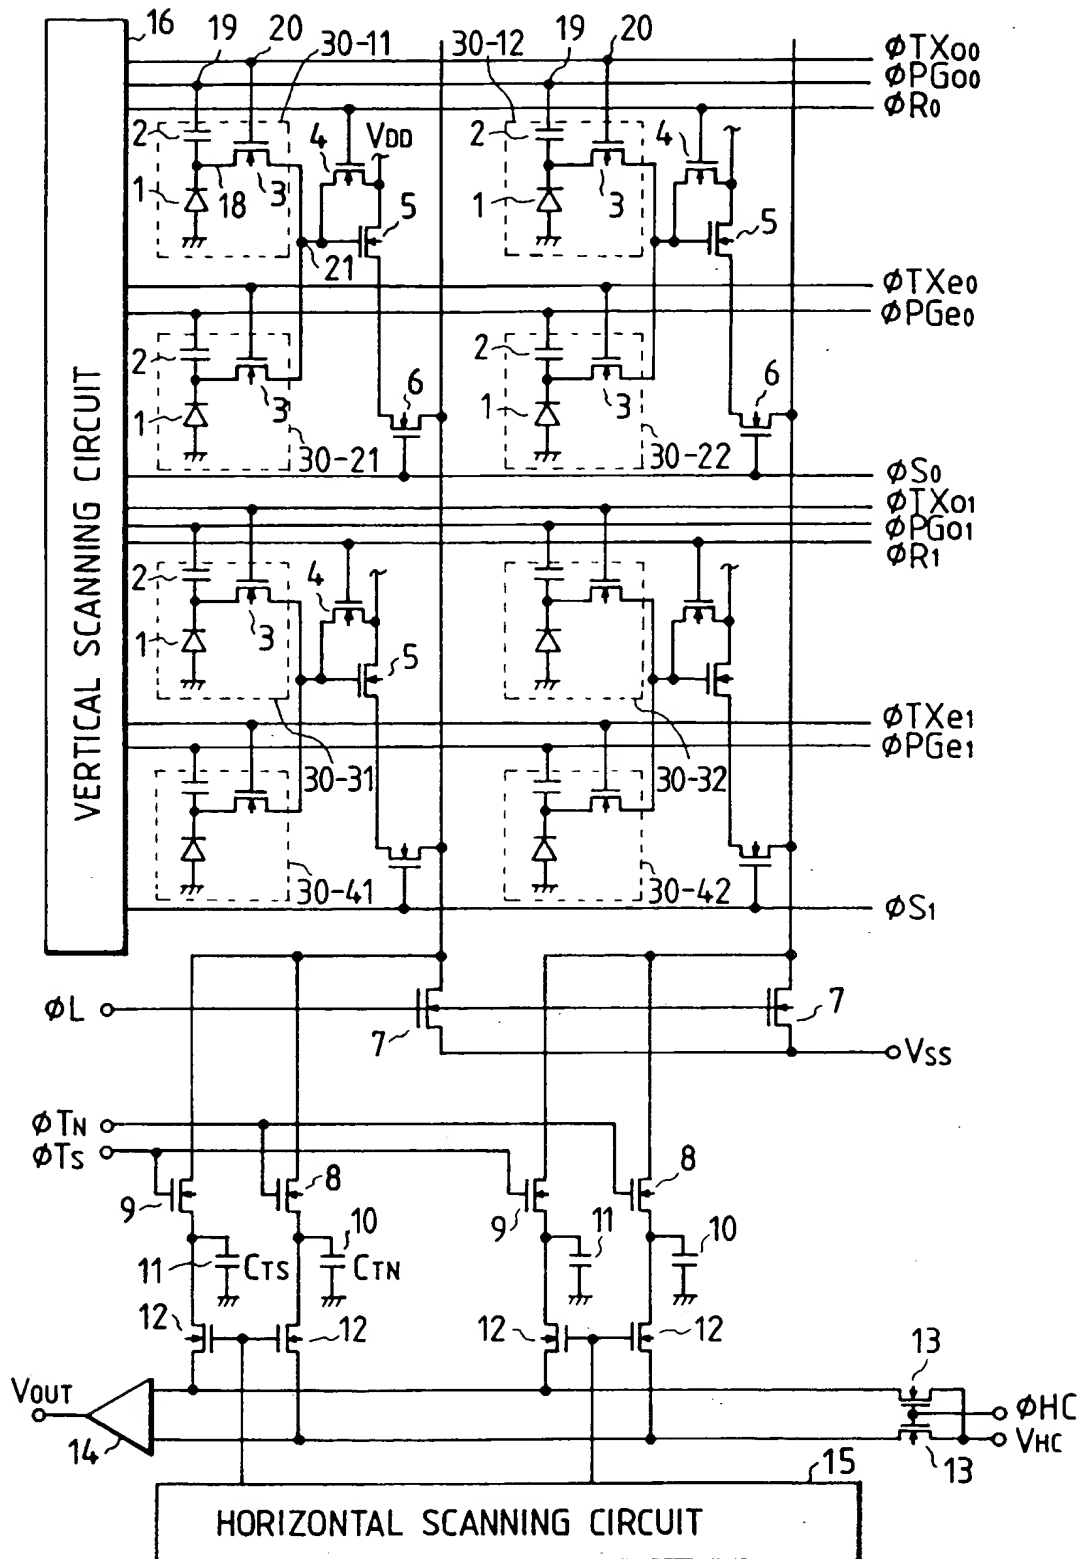 16 19 20 30-11 30-12 19 20 ϕTX00
ϕPG00
ϕR0
2 4 VDD 2 4
1 18 3 5 1 3 5
21
ϕTXe0
ϕPGe0
2 2
1 3 6 1 3 6
30-21 30-22
ϕS0
ϕTX01
ϕPG01
ϕR1
2 4
1 3 5
ϕTXe1
ϕPGe1
30-31 30-32
30-41 30-42
ϕS1
VERTICAL SCANNING CIRCUIT
ϕL 7 7
VSS
ϕTN
ϕTS
9 8 9 8
11 CTS 10 CTN 11 10
12 12 12 12
13
VOUT ϕHC
14 VHC
13
15
HORIZONTAL SCANNING CIRCUIT